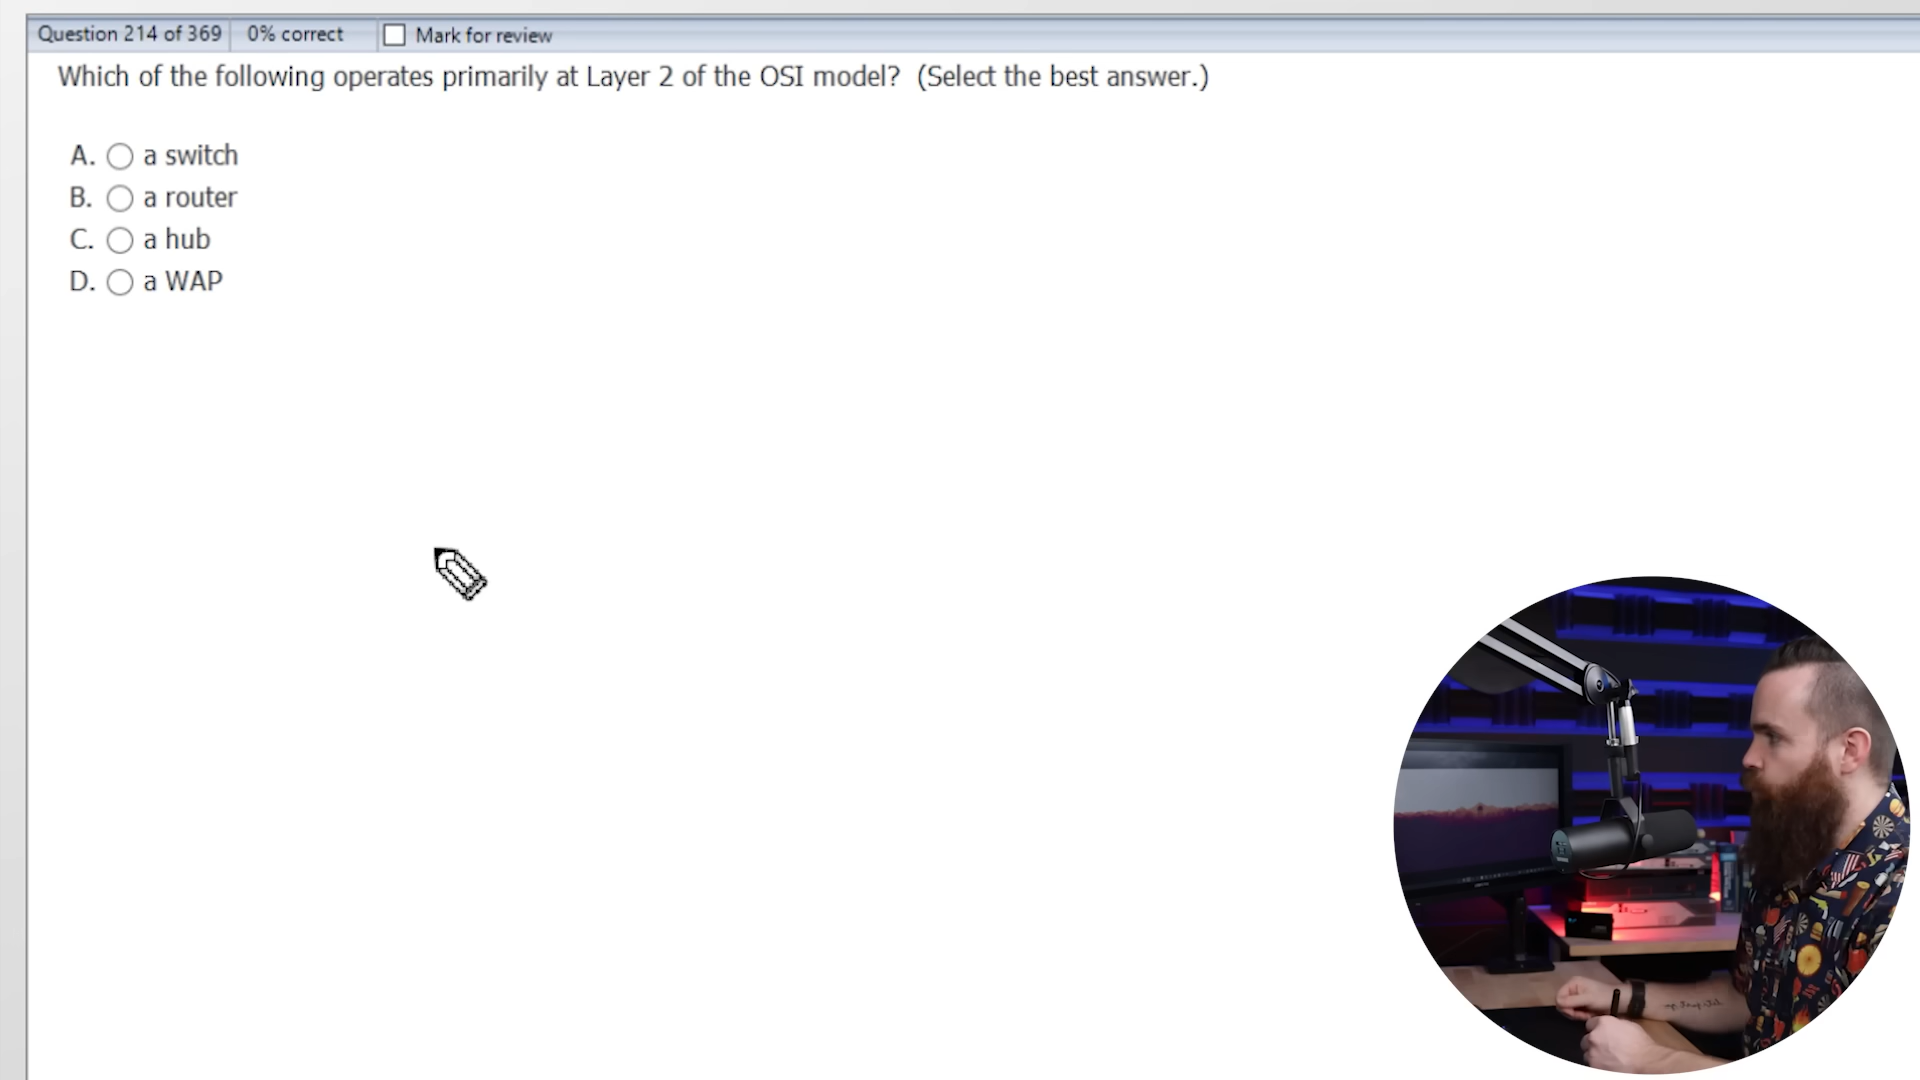 Question 214 of 369 0% correct Mark for review
Which of the following operates primarily at Layer 2 of the OSI model? (Select the best answer.)
A. a switch
B. a router
C. a hub
D. a WAP